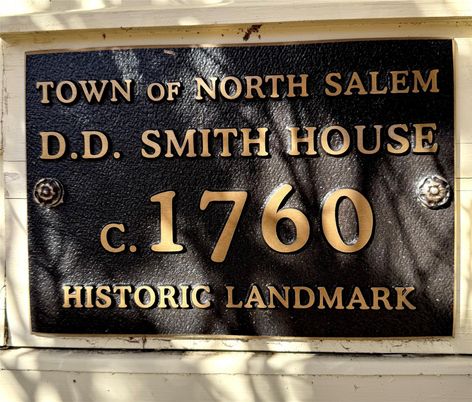 TOWN OF NORTH SALEM
D.D. SMITH HOUSE
C. 1760
HISTORIC LANDMARK